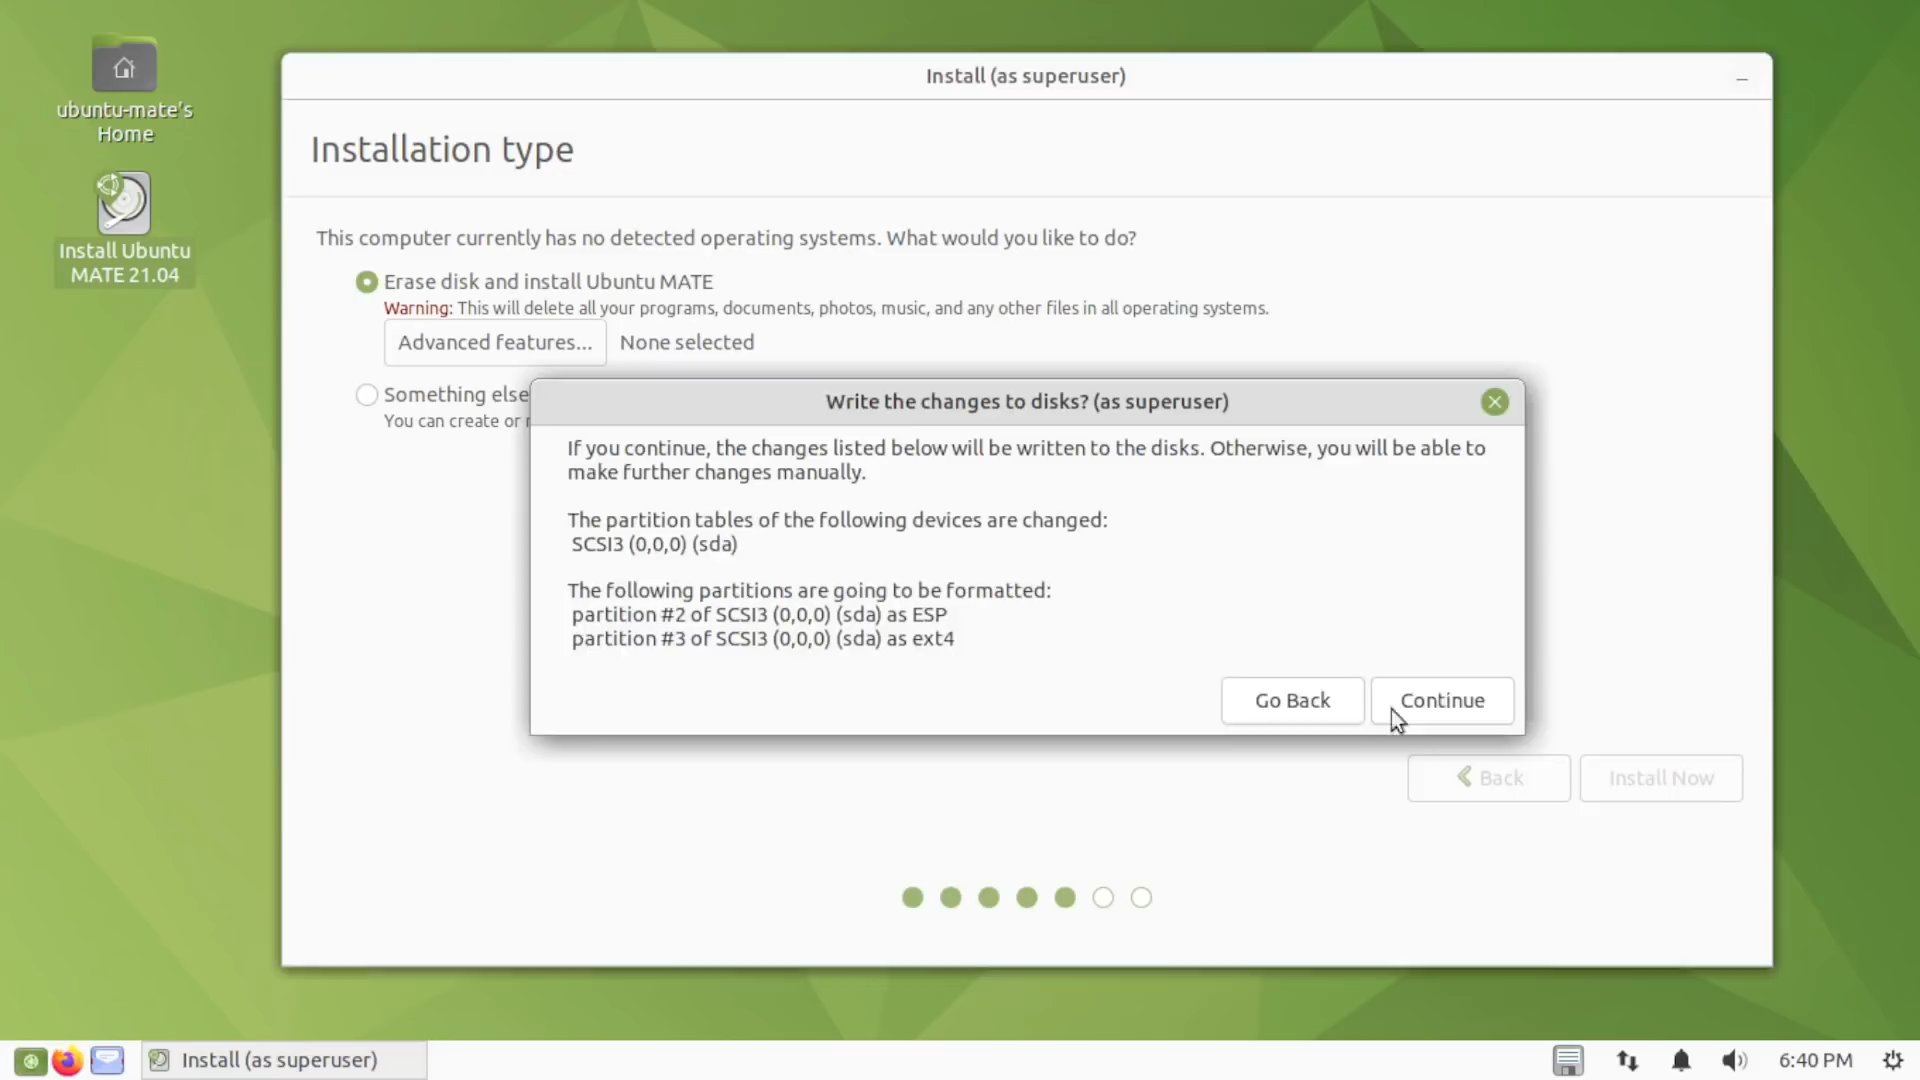 ubuntu-mate's
Home
Install Ubuntu
MATE 21.04
Install (as superuser)
Installation type
This computer currently has no detected operating systems. What would you like to do?
Erase disk and install Ubuntu MATE
Warning: This will delete all your programs, documents, photos, music, and any other files in all operating systems.
Advanced features... None selected
Something else
You can create or
Write the changes to disks? (as superuser)
If you continue, the changes listed below will be written to the disks. Otherwise, you will be able to
make further changes manually.
The partition tables of the following devices are changed:
SCSI3 (0,0,0) (sda)
The following partitions are going to be formatted:
partition #2 of SCSI3 (0,0,0) (sda) as ESP
partition #3 of SCSI3 (0,0,0) (sda) as ext4
Go Back Continue
Back Install Now
Install (as superuser) 6:40 PM